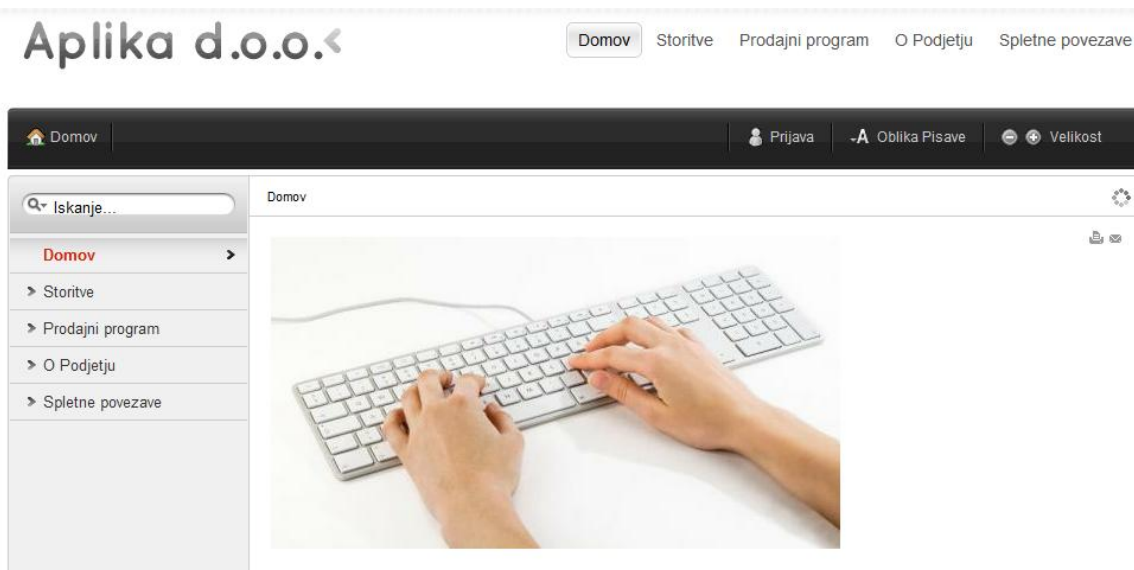 Aplika d.o.o.
Domov Storitve Prodajni program O Podjetju Spletne povezave
Domov Prijava -A Oblika Pisave Velikost
Iskanje...
Domov
Domov
Storitve
Prodajni program
O Podjetju
Spletne povezave